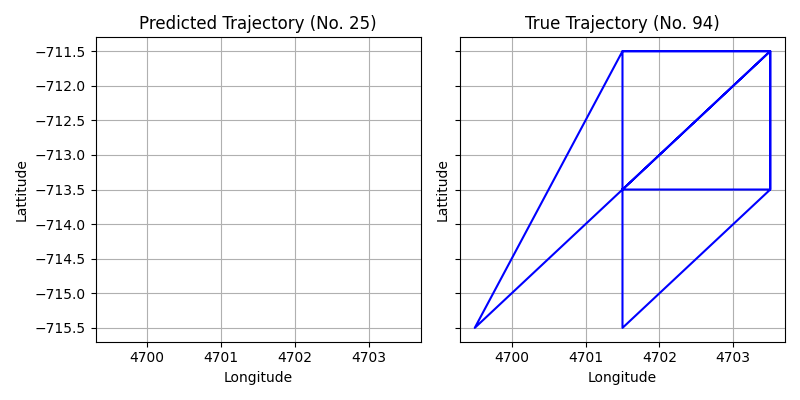 Predicted Trajectory (No. 25)
True Trajectory (No. 94)
−711.5
−712.0
−712.5
−713.0
−713.5
−714.0
−714.5
−715.0
−715.5
Lattitude
Lattitude
4700 4701 4702 4703
4700 4701 4702 4703
Longitude
Longitude